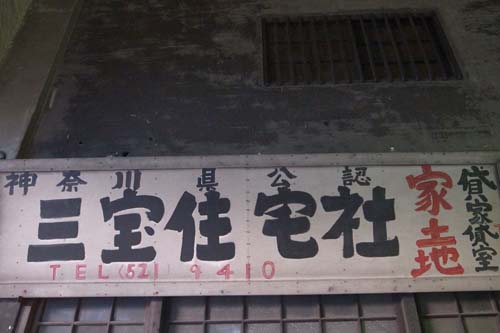 神奈川県公認
三宝住宅社
TEL(521)9410
家土地
貸家貸室